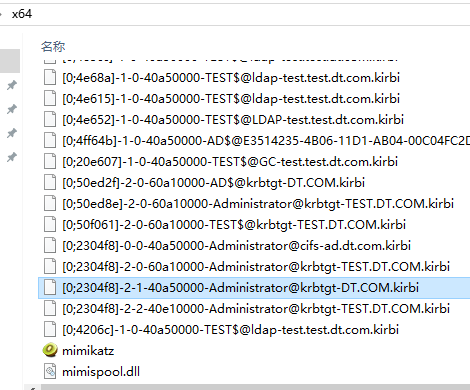 x64
名称
[0;4e68a]-1-0-40a50000-TEST$@ldap-test.test.dt.com.kirbi
[0;4e615]-1-0-40a50000-TEST$@ldap-test.test.dt.com.kirbi
[0;4e652]-1-0-40a50000-TEST$@LDAP-test.test.dt.com.kirbi
[0;4ff64b]-1-0-40a50000-AD$@E3514235-4B06-11D1-AB04-00C04FC2D
[0;20e607]-1-0-40a50000-TEST$@GC-test.test.dt.com.kirbi
[0;50ed2f]-2-0-60a10000-AD$@krbtgt-DT.COM.kirbi
[0;50ed8e]-2-0-60a10000-Administrator@krbtgt-TEST.DT.COM.kirbi
[0;50f061]-2-0-60a10000-TEST$@krbtgt-TEST.DT.COM.kirbi
[0;2304f8]-0-0-40a50000-Administrator@cifs-ad.dt.com.kirbi
[0;2304f8]-2-0-60a10000-Administrator@krbtgt-TEST.DT.COM.kirbi
[0;2304f8]-2-1-40a50000-Administrator@krbtgt-DT.COM.kirbi
[0;2304f8]-2-2-40e10000-Administrator@krbtgt-TEST.DT.COM.kirbi
[0;4206c]-1-0-40a50000-TEST$@ldap-test.test.dt.com.kirbi
mimikatz
mimispool.dll